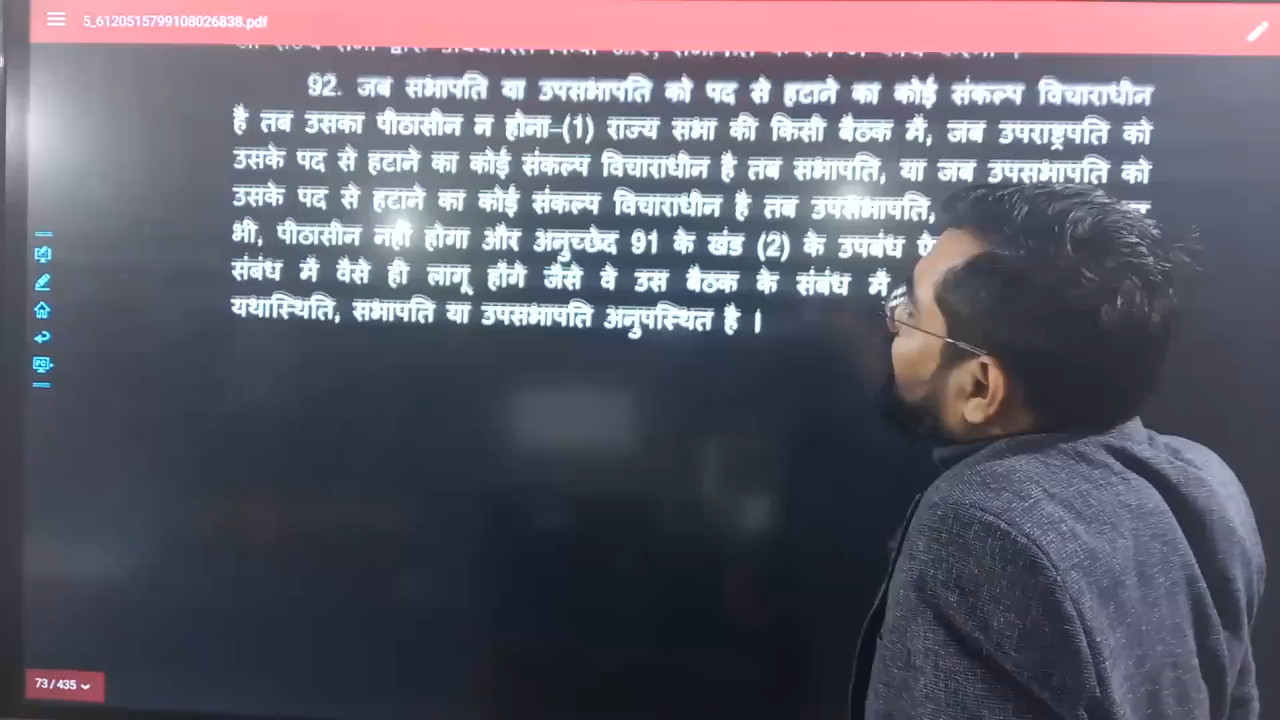 5_6120515799108026838.pdf
92. जब सभापति या उपसभापति को पद से हटाने का कोई संकल्प विचाराधीन
है तब उसका पीठासीन न होना–(1) राज्य सभा की किसी बैठक में, जब उपराष्ट्रपति को
उसके पद से हटाने का कोई संकल्प विचाराधीन है तब सभापति, या जब उपसभापति को
उसके पद से हटाने का कोई संकल्प विचाराधीन है तब उपसभापति,
भी, पीठासीन नहीं होगा और अनुच्छेद 91 के खंड (2) के उपबंध
संबंध में वैसे ही लागू होंगे जैसे वे उस बैठक के संबंध में
यथास्थिति, सभापति या उपसभापति अनुपस्थित है ।
PC
73 / 435